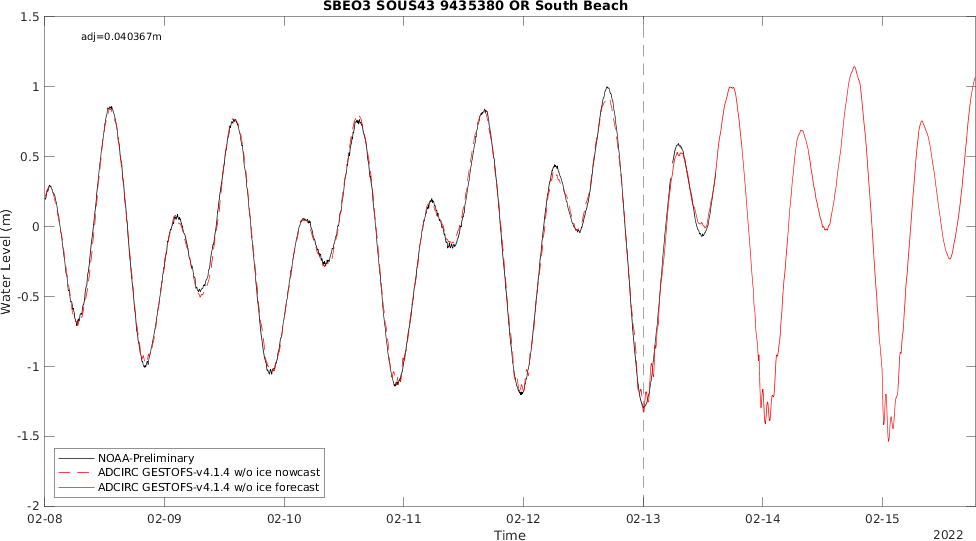 SBEO3 SOUS43 9435380 OR South Beach
adj=0.040367m
1.5
1
0.5
0
-0.5
-1
-1.5
-2
Water Level (m)
NOAA-Preliminary
ADCIRC GESTOFS-v4.1.4 w/o ice nowcast
ADCIRC GESTOFS-v4.1.4 w/o ice forecast
02-08 02-09 02-10 02-11 02-12 02-13 02-14 02-15
Time
2022